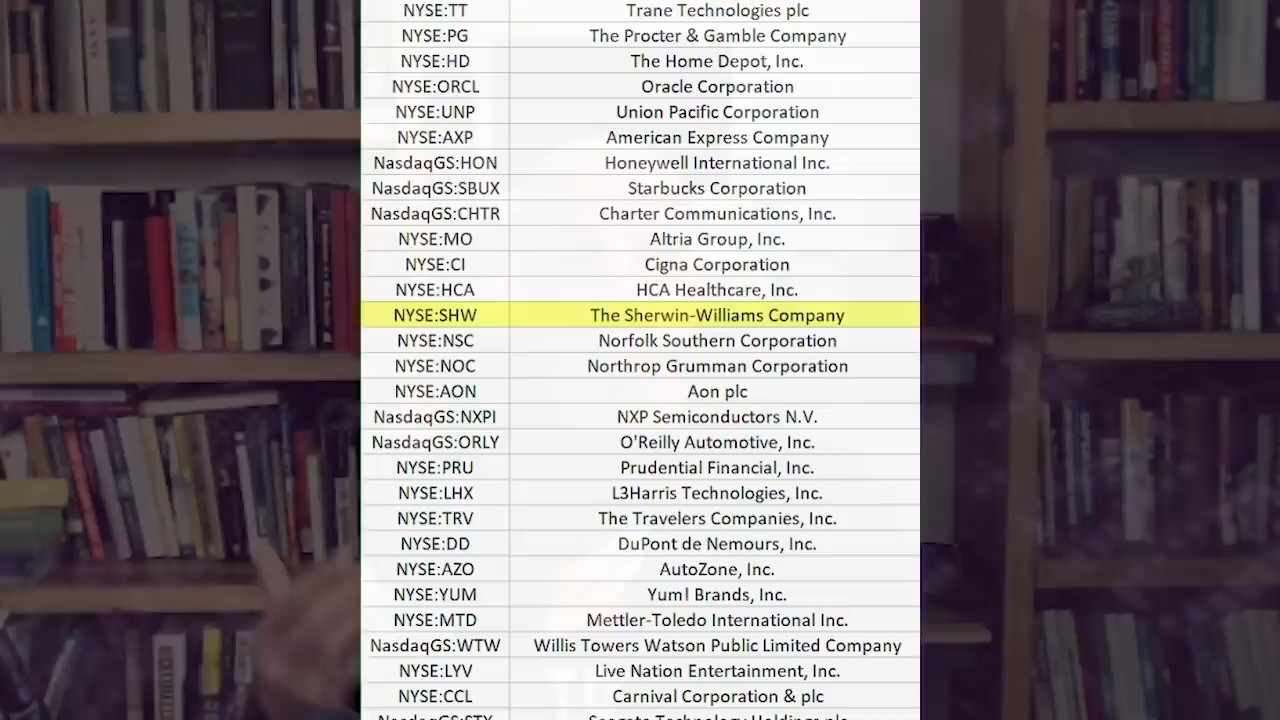 NYSE:TT Trane Technologies plc
NYSE:PG The Procter & Gamble Company
NYSE:HD The Home Depot, Inc.
NYSE:ORCL Oracle Corporation
NYSE:UNP Union Pacific Corporation
NYSE:AXP American Express Company
NasdaqGS:HON Honeywell International Inc.
NasdaqGS:SBUX Starbucks Corporation
NasdaqGS:CHTR Charter Communications, Inc.
NYSE:MO Altria Group, Inc.
NYSE:CI Cigna Corporation
NYSE:HCA HCA Healthcare, Inc.
NYSE:SHW The Sherwin-Williams Company
NYSE:NSC Norfolk Southern Corporation
NYSE:NOC Northrop Grumman Corporation
NYSE:AON Aon plc
NasdaqGS:NXPI NXP Semiconductors N.V.
NasdaqGS:ORLY O'Reilly Automotive, Inc.
NYSE:PRU Prudential Financial, Inc.
NYSE:LHX L3Harris Technologies, Inc.
NYSE:TRV The Travelers Companies, Inc.
NYSE:DD DuPont de Nemours, Inc.
NYSE:AZO AutoZone, Inc.
NYSE:YUM Yum! Brands, Inc.
NYSE:MTD Mettler-Toledo International Inc.
NasdaqGS:WTW Willis Towers Watson Public Limited Company
NYSE:LYV Live Nation Entertainment, Inc.
NYSE:CCL Carnival Corporation & plc
NasdaqGS:STX Seagate Technology Holdings plc